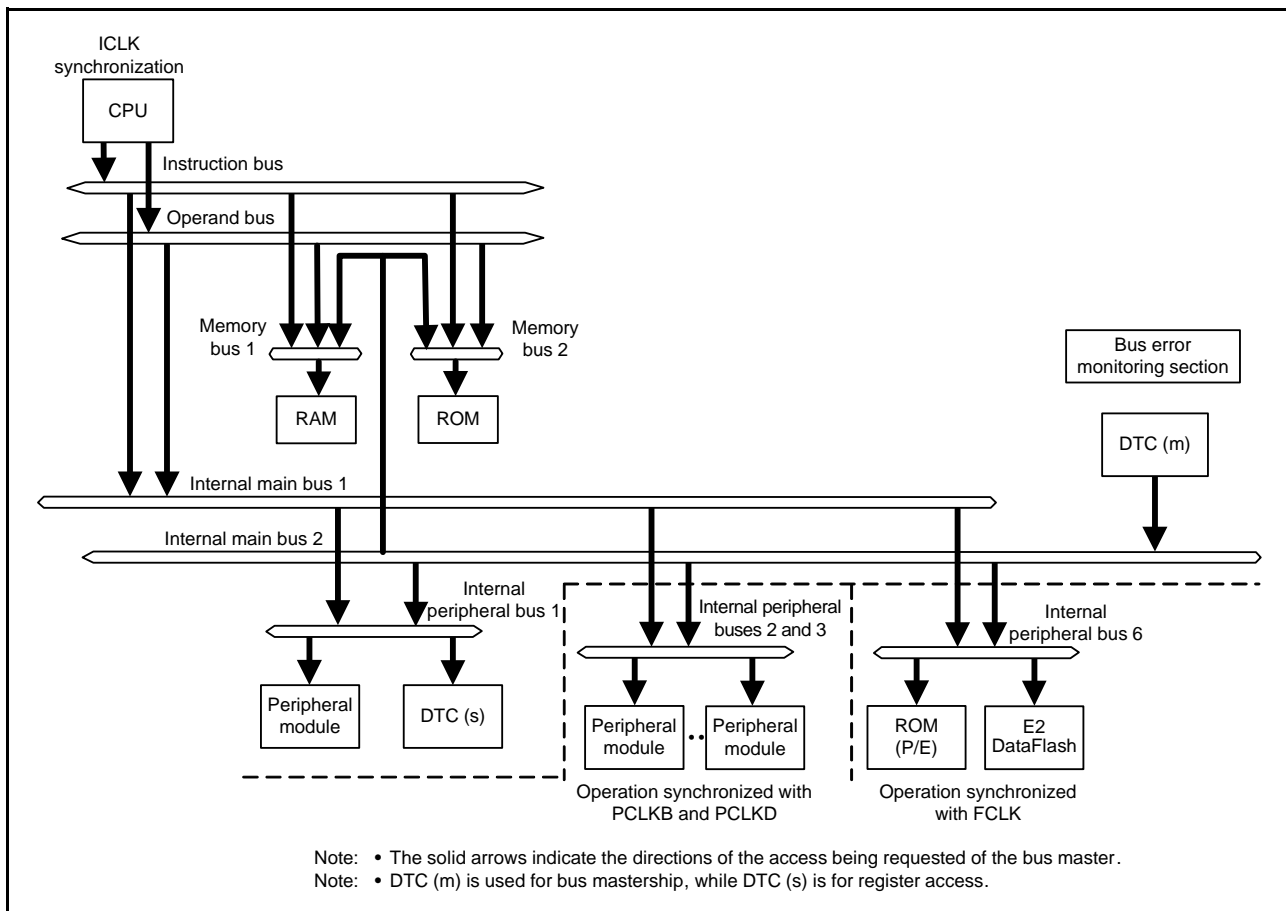 ICLK
synchronization
CPU
Instruction bus
Operand bus
Memory
bus 1
Memory
bus 2
Bus error
monitoring section
RAM
ROM
DTC (m)
Internal main bus 1
Internal main bus 2
Internal
peripheral bus 1
Internal peripheral
buses 2 and 3
Internal
peripheral bus 6
Peripheral
module
DTC (s)
Peripheral
module
••
Peripheral
module
ROM
(P/E)
E2
DataFlash
Operation synchronized with
PCLKB and PCLKD
Operation synchronized
with FCLK
Note: • The solid arrows indicate the directions of the access being requested of the bus master.
Note: • DTC (m) is used for bus mastership, while DTC (s) is for register access.